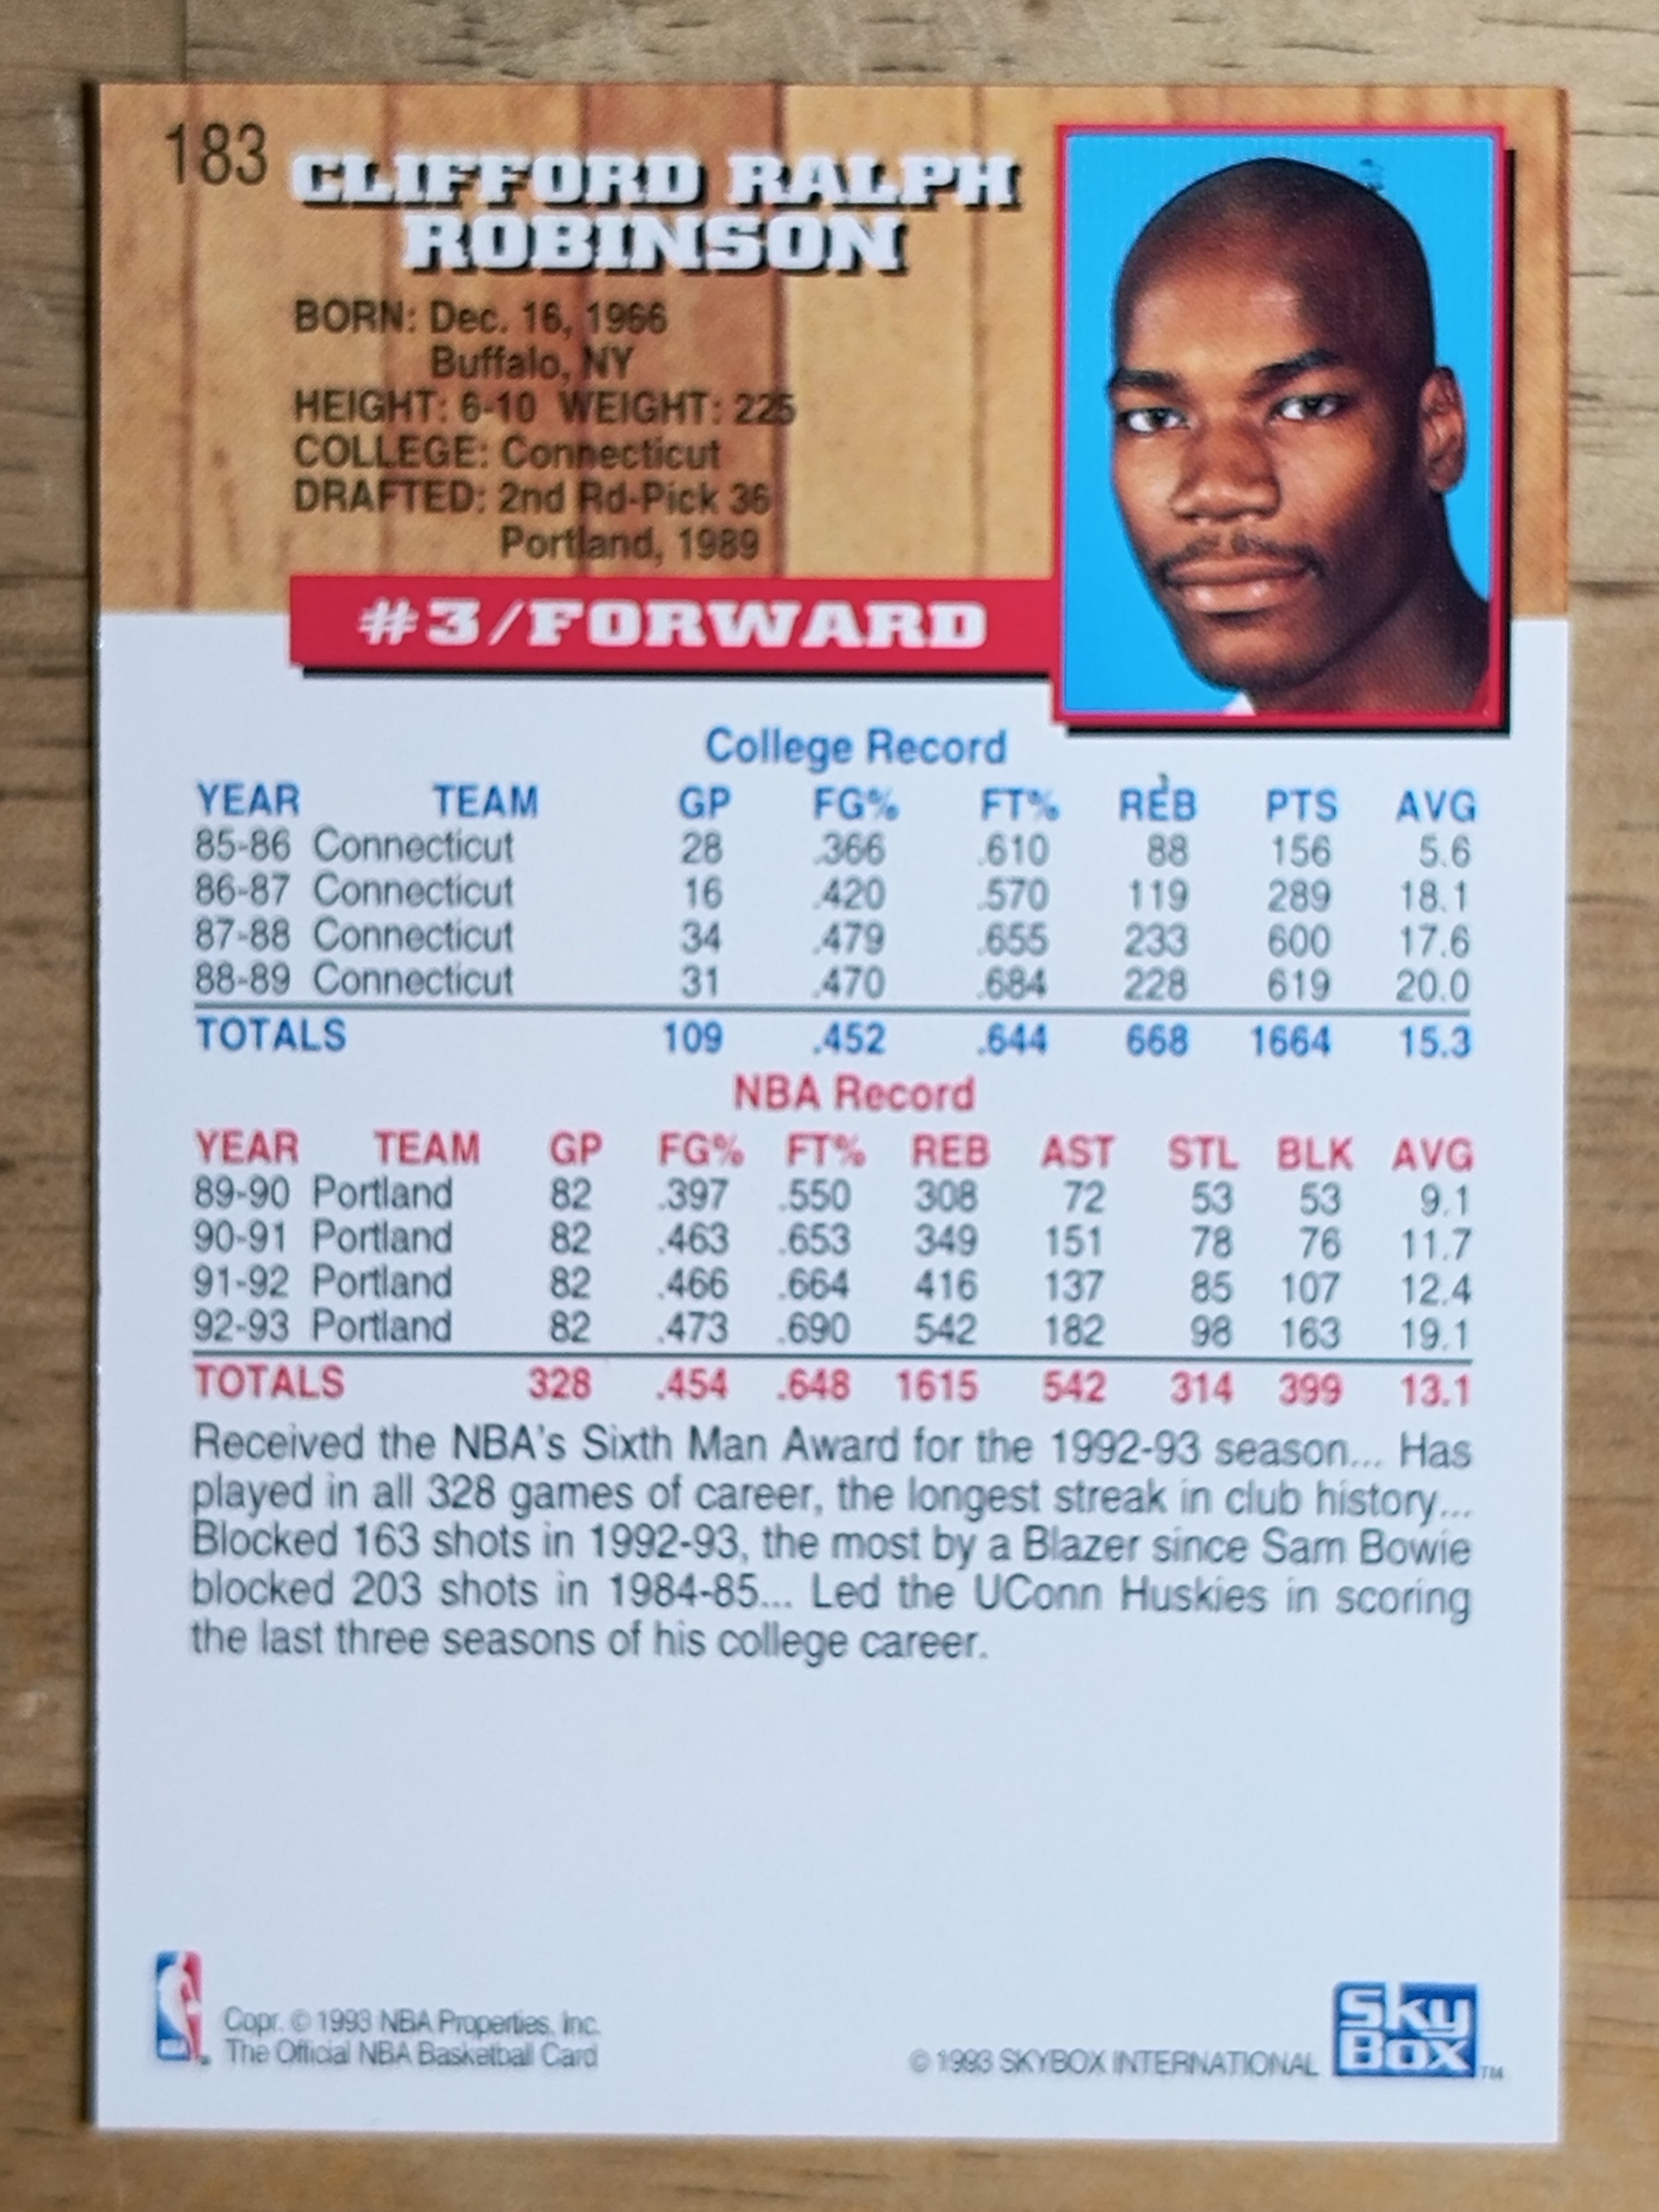 183
CLIFFORD RALPH
ROBINSON
BORN: Dec. 16, 1966
Buffalo, NY
HEIGHT: 6-10 WEIGHT: 225
COLLEGE: Connecticut
DRAFTED: 2nd Rd-Pick 36
Portland, 1989
#3/FORWARD
College Record
YEAR TEAM GP FG% FT% REB PTS AVG
85-86 Connecticut 28 .366 .610 88 156 5.6
86-87 Connecticut 16 .420 .570 119 289 18.1
87-88 Connecticut 34 .479 .655 233 600 17.6
88-89 Connecticut 31 .470 .684 228 619 20.0
TOTALS 109 .452 .644 668 1664 15.3
NBA Record
YEAR TEAM GP FG% FT% REB AST STL BLK AVG
89-90 Portland 82 .397 .550 308 72 53 53 9.1
90-91 Portland 82 .463 .653 349 151 78 76 11.7
91-92 Portland 82 .466 .664 416 137 85 107 12.4
92-93 Portland 82 .473 .690 542 182 98 163 19.1
TOTALS 328 .454 .648 1615 542 314 399 13.1
Received the NBA's Sixth Man Award for the 1992-93 season... Has
played in all 328 games of career, the longest streak in club history...
Blocked 163 shots in 1992-93, the most by a Blazer since Sam Bowie
blocked 203 shots in 1984-85... Led the UConn Huskies in scoring
the last three seasons of his college career.
Copr. © 1993 NBA Properties, Inc.
The Official NBA Basketball Card
© 1993 SKYBOX INTERNATIONAL
Sky
Box
TM